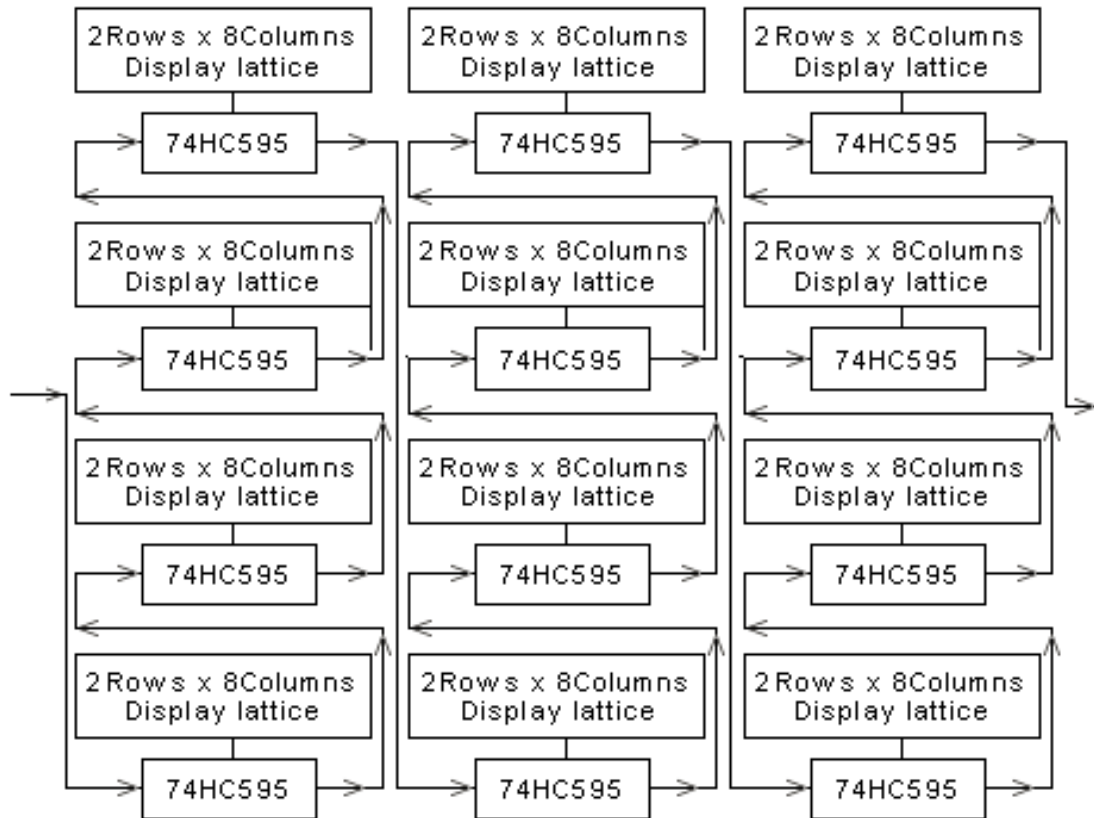 2Rows x 8Columns
Display lattice
2Rows x 8Columns
Display lattice
2Rows x 8Columns
Display lattice
74HC595
74HC595
74HC595
2Rows x 8Columns
Display lattice
2Rows x 8Columns
Display lattice
2Rows x 8Columns
Display lattice
74HC595
74HC595
74HC595
2Rows x 8Columns
Display lattice
2Rows x 8Columns
Display lattice
2Rows x 8Columns
Display lattice
74HC595
74HC595
74HC595
2Rows x 8Columns
Display lattice
2Rows x 8Columns
Display lattice
2Rows x 8Columns
Display lattice
74HC595
74HC595
74HC595